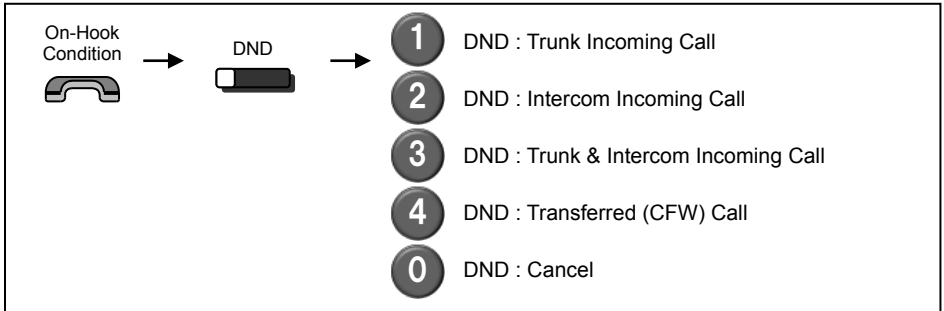 On-Hook
Condition
DND
1 DND : Trunk Incoming Call
2 DND : Intercom Incoming Call
3 DND : Trunk & Intercom Incoming Call
4 DND : Transferred (CFW) Call
0 DND : Cancel